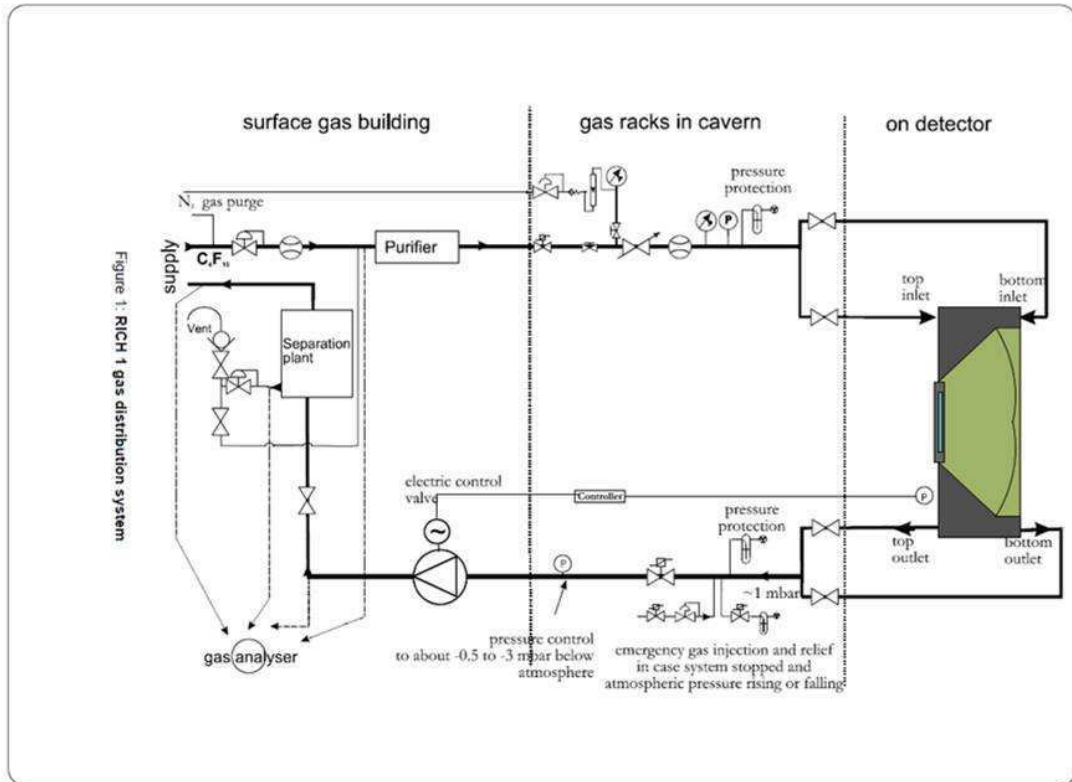 surface gas building
gas racks in cavern
on detector
N₂ gas purge
pressure
protection
supply
C₄F₁₀
Purifier
top
inlet
bottom
inlet
Vent
Separation
plant
electric control
valve
Controller
P
P
pressure
protection
top
outlet
bottom
outlet
P
~1 mbar
pressure control
to about -0.5 to -3 mbar below
atmosphere
emergency gas injection and relief
in case system stopped and
atmospheric pressure rising or falling
gas analyser
Figure 1: RICH 1 gas distribution system